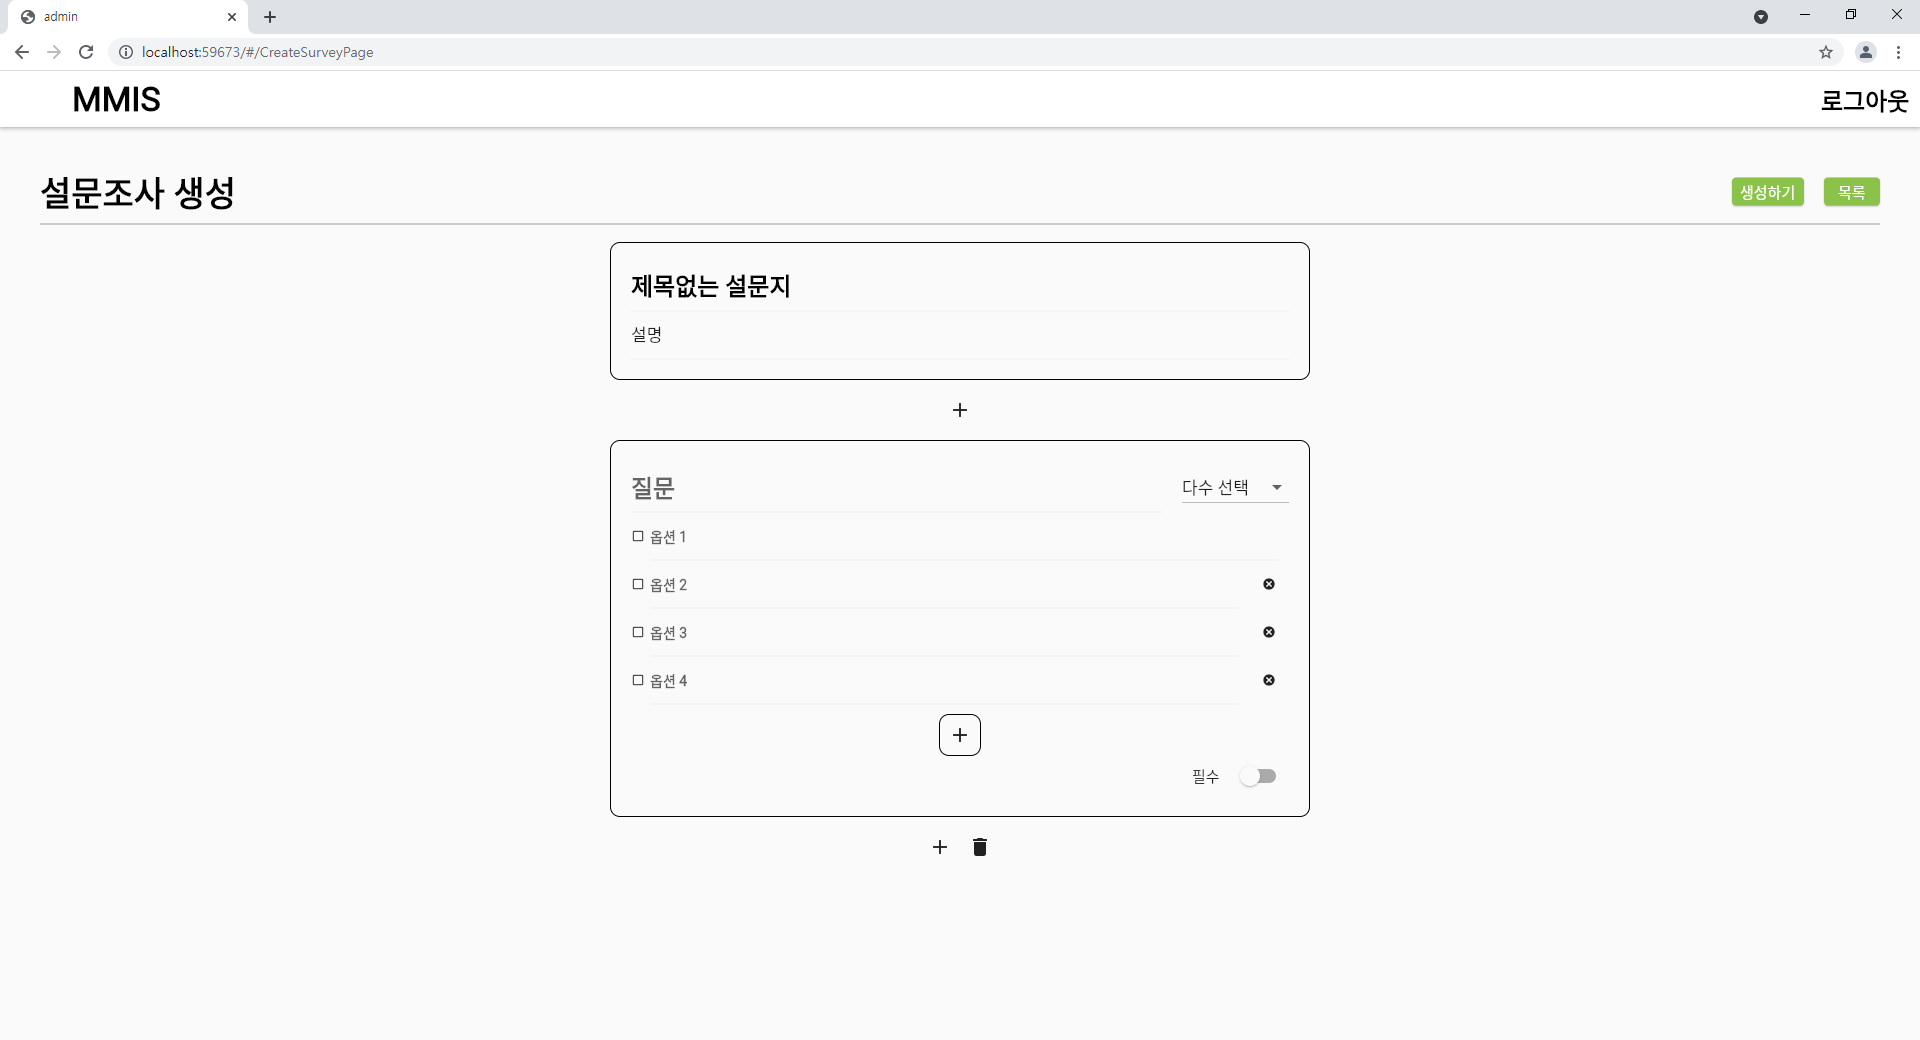 admin
localhost:59673/#/CreateSurveyPage
MMIS
로그아웃
설문조사 생성
생성하기
목록
제목없는 설문지
설명
질문
다수 선택
옵션 1
옵션 2
옵션 3
옵션 4
필수